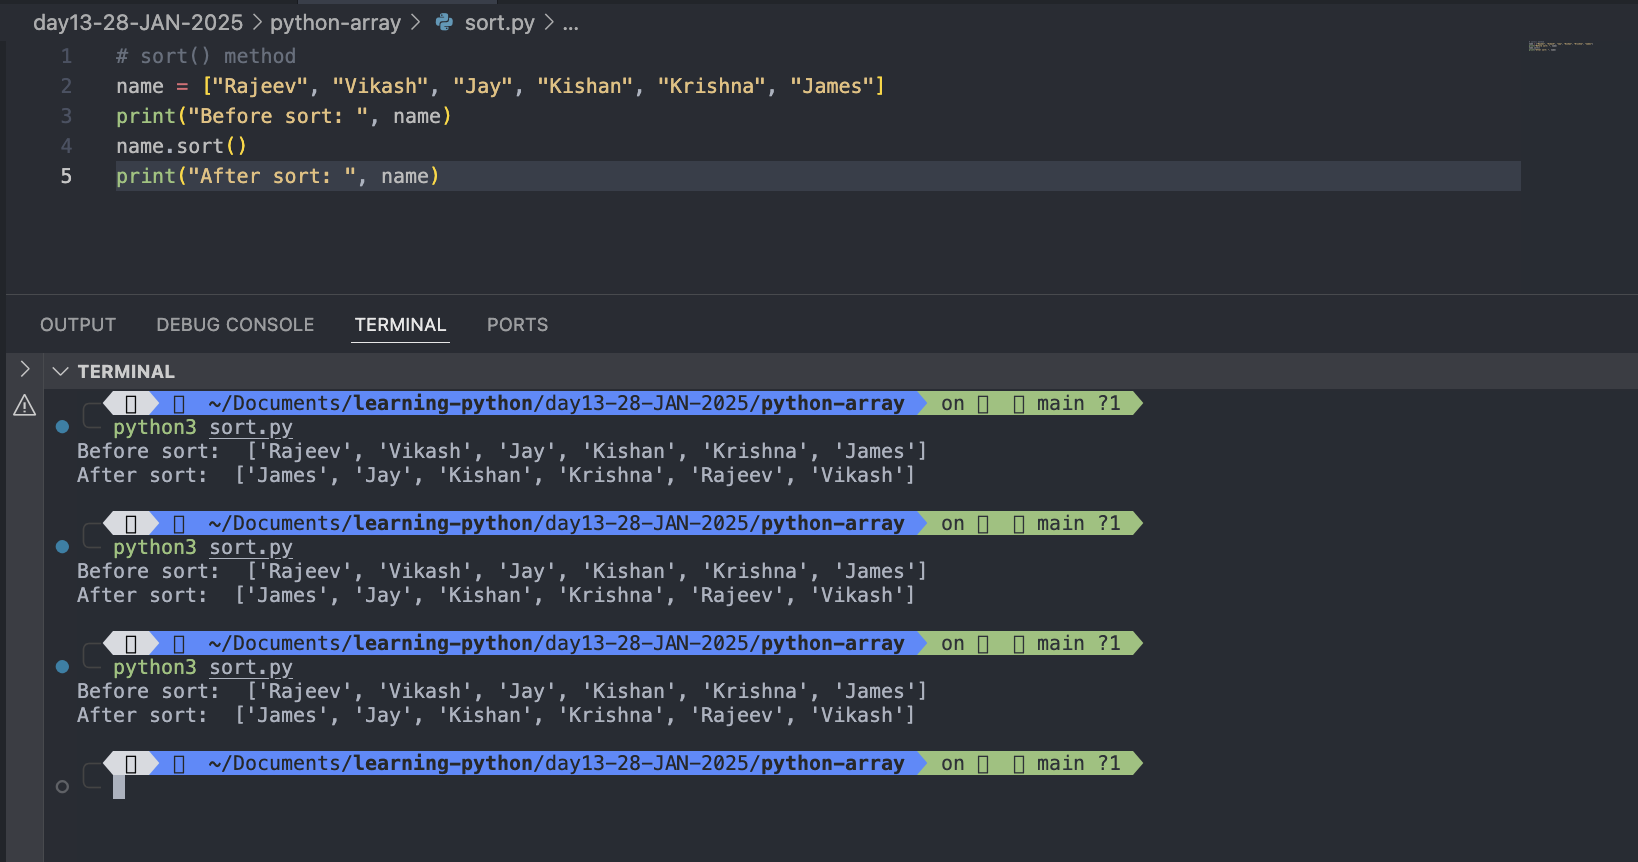 day13-28-JAN-2025 > python-array > sort.py > ...
1 # sort() method
2 name = ["Rajeev", "Vikash", "Jay", "Kishan", "Krishna", "James"]
3 print("Before sort: ", name)
4 name.sort()
5 print("After sort: ", name)
OUTPUT DEBUG CONSOLE TERMINAL PORTS
TERMINAL
~/Documents/learning-python/day13-28-JAN-2025/python-array on main ?1
python3 sort.py
Before sort:  ['Rajeev', 'Vikash', 'Jay', 'Kishan', 'Krishna', 'James']
After sort:  ['James', 'Jay', 'Kishan', 'Krishna', 'Rajeev', 'Vikash']
~/Documents/learning-python/day13-28-JAN-2025/python-array on main ?1
python3 sort.py
Before sort:  ['Rajeev', 'Vikash', 'Jay', 'Kishan', 'Krishna', 'James']
After sort:  ['James', 'Jay', 'Kishan', 'Krishna', 'Rajeev', 'Vikash']
~/Documents/learning-python/day13-28-JAN-2025/python-array on main ?1
python3 sort.py
Before sort:  ['Rajeev', 'Vikash', 'Jay', 'Kishan', 'Krishna', 'James']
After sort:  ['James', 'Jay', 'Kishan', 'Krishna', 'Rajeev', 'Vikash']
~/Documents/learning-python/day13-28-JAN-2025/python-array on main ?1